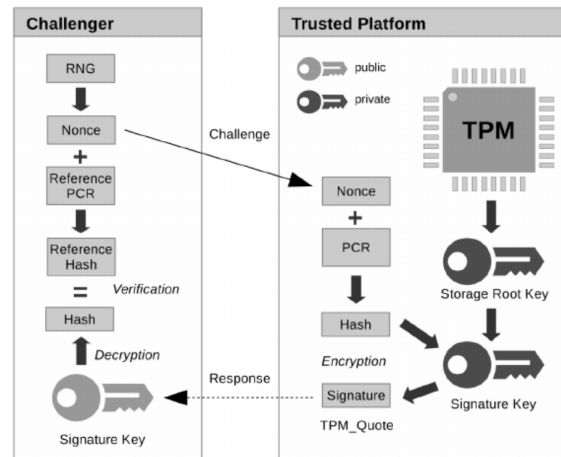 Challenger
RNG
Nonce
+
Reference
PCR
Reference
Hash
=
Verification
Hash
Decryption
Signature Key
Challenge
Response
Trusted Platform
public
private
TPM
Nonce
+
PCR
Hash
Encryption
Signature
TPM_Quote
Storage Root Key
Signature Key